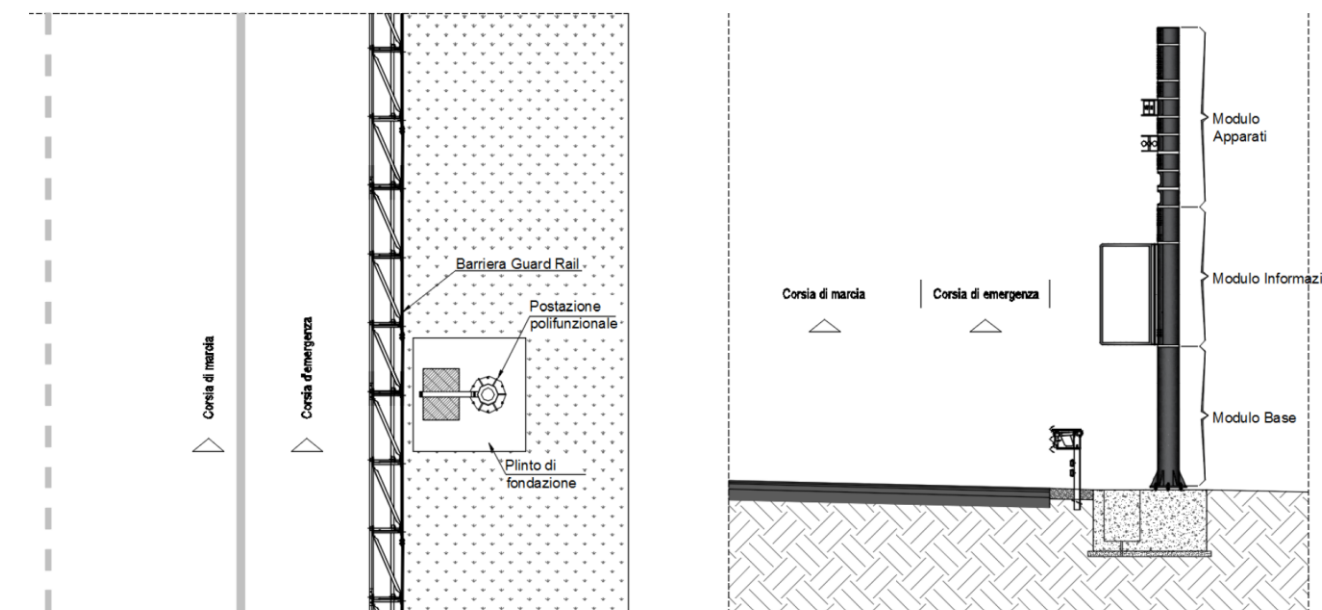 Corsia di marcia
Corsia d'emergenza
Barriera Guard Rail
Postazione
polifunzionale
Plinto di
fondazione
Corsia di marcia
Corsia di emergenza
Modulo
Apparati
Modulo Informazi
Modulo Base